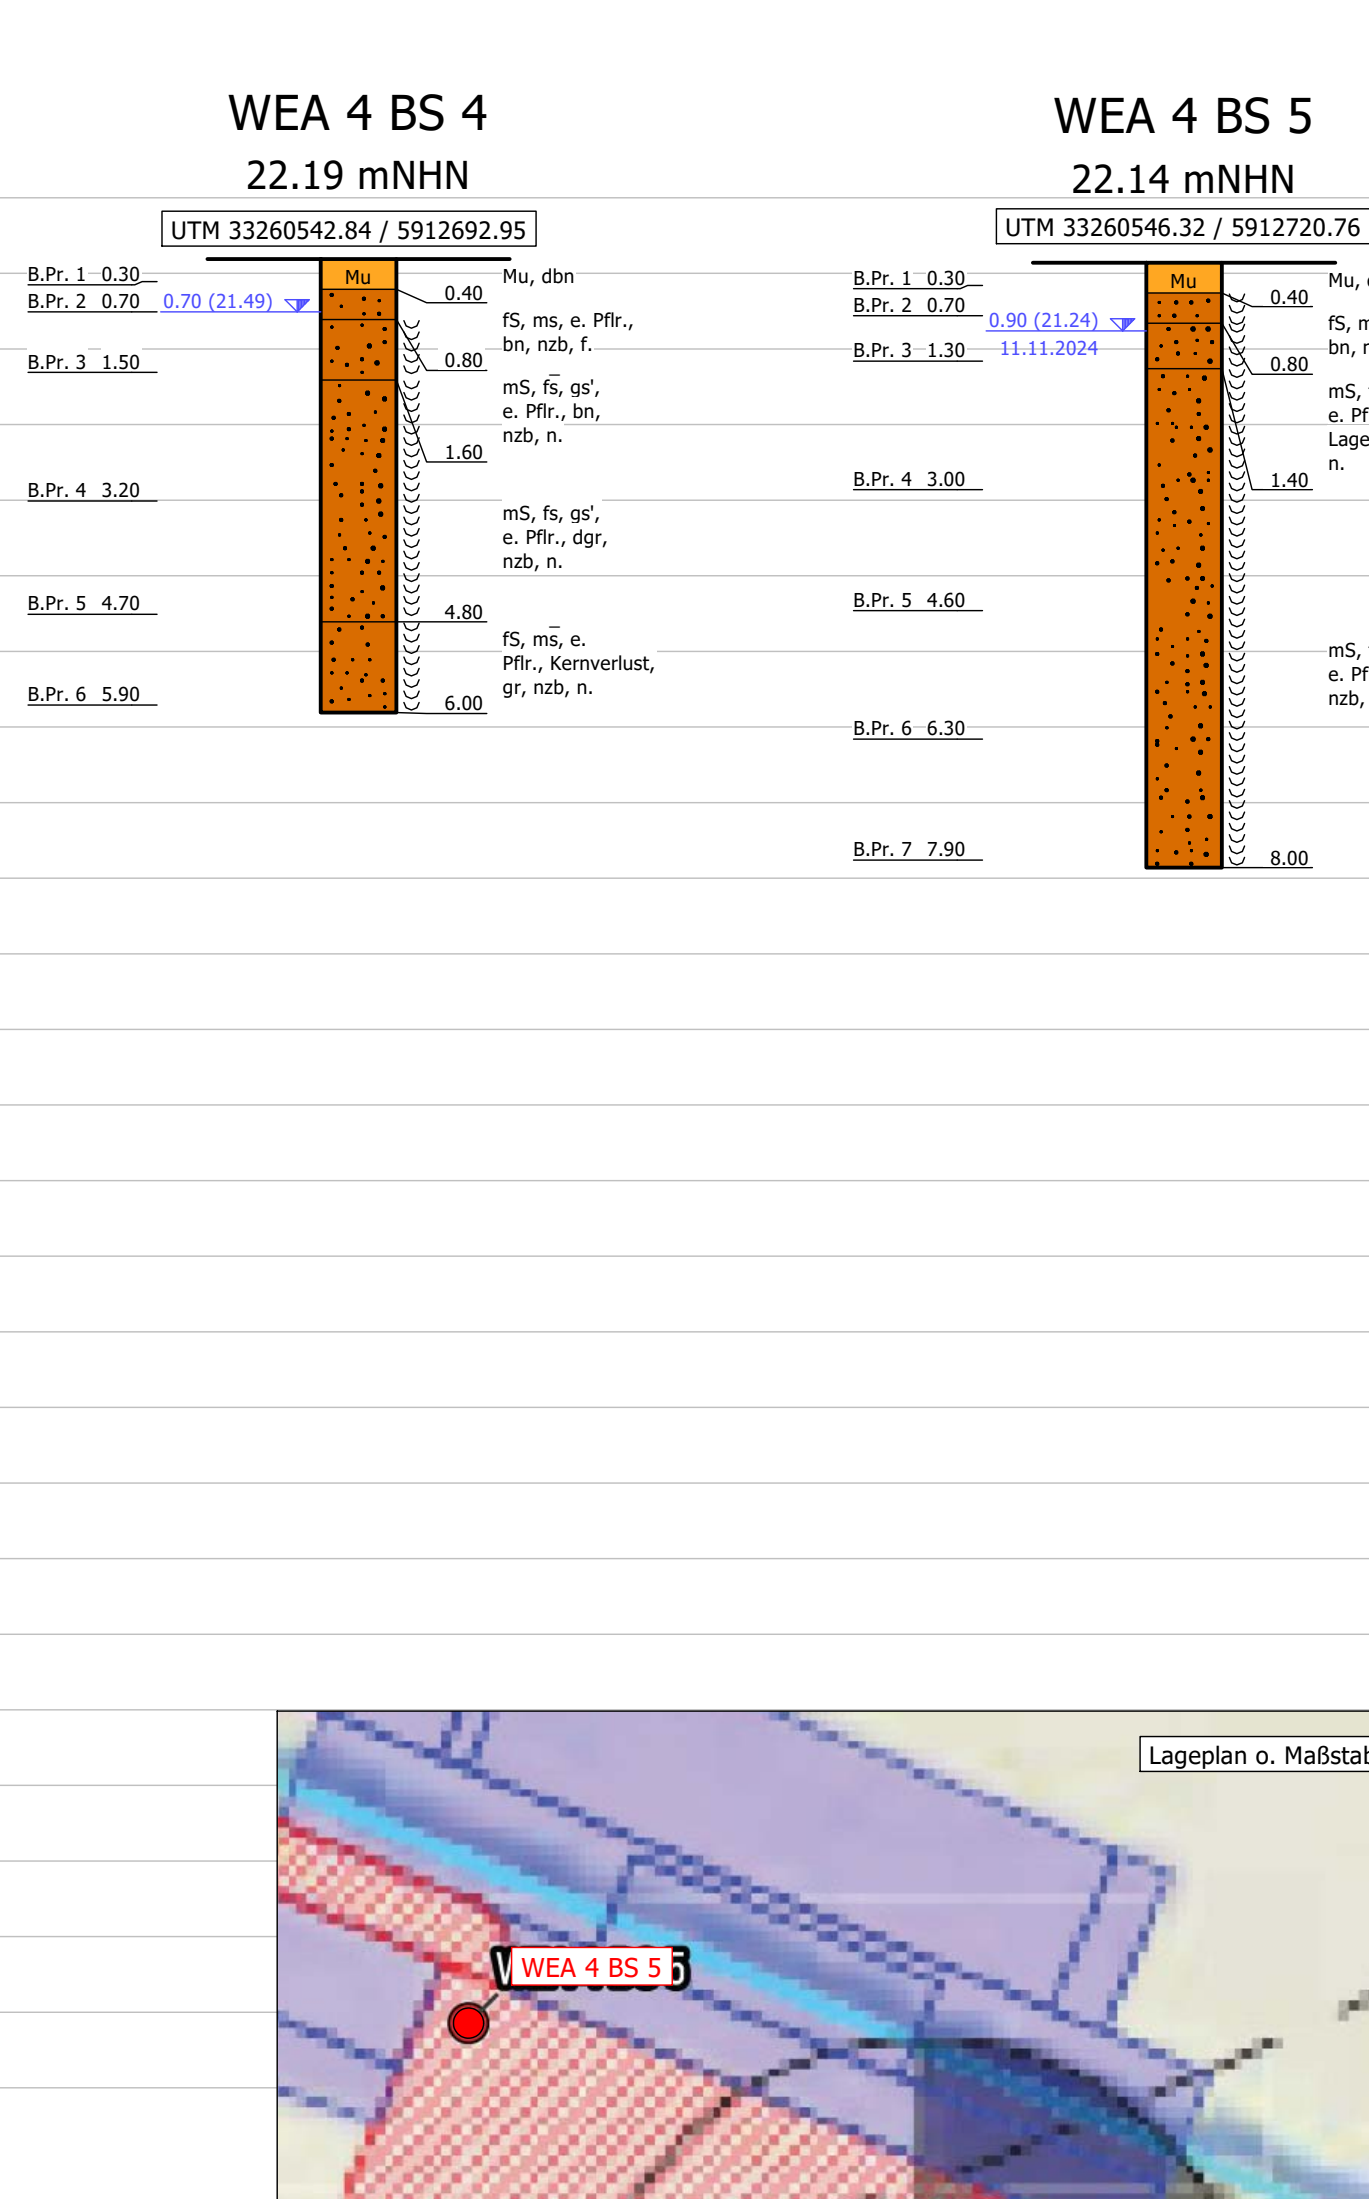 WEA 4 BS 4
22.19 mNHN
UTM 33260542.84 / 5912692.95
B.Pr. 1 0.30
B.Pr. 2 0.70
0.70 (21.49)
B.Pr. 3 1.50
B.Pr. 4 3.20
B.Pr. 5 4.70
B.Pr. 6 5.90
Mu
0.40
0.80
1.60
4.80
6.00
Mu, dbn
fS, ms, e. Pflr.,
bn, nzb, f.
mS, fs̅, gs',
e. Pflr., bn,
nzb, n.
mS, fs, gs',
e. Pflr., dgr,
nzb, n.
fS, ms̅, e.
Pflr., Kernverlust,
gr, nzb, n.
WEA 4 BS 5
22.14 mNHN
UTM 33260546.32 / 5912720.76
B.Pr. 1 0.30
B.Pr. 2 0.70
0.90 (21.24)
11.11.2024
B.Pr. 3 1.30
B.Pr. 4 3.00
B.Pr. 5 4.60
B.Pr. 6 6.30
B.Pr. 7 7.90
Mu
0.40
0.80
1.40
8.00
Mu,
fS,
bn,
mS,
e.
n.
mS,
e.
nzb,
Lageplan o.
WEA 4 BS 5